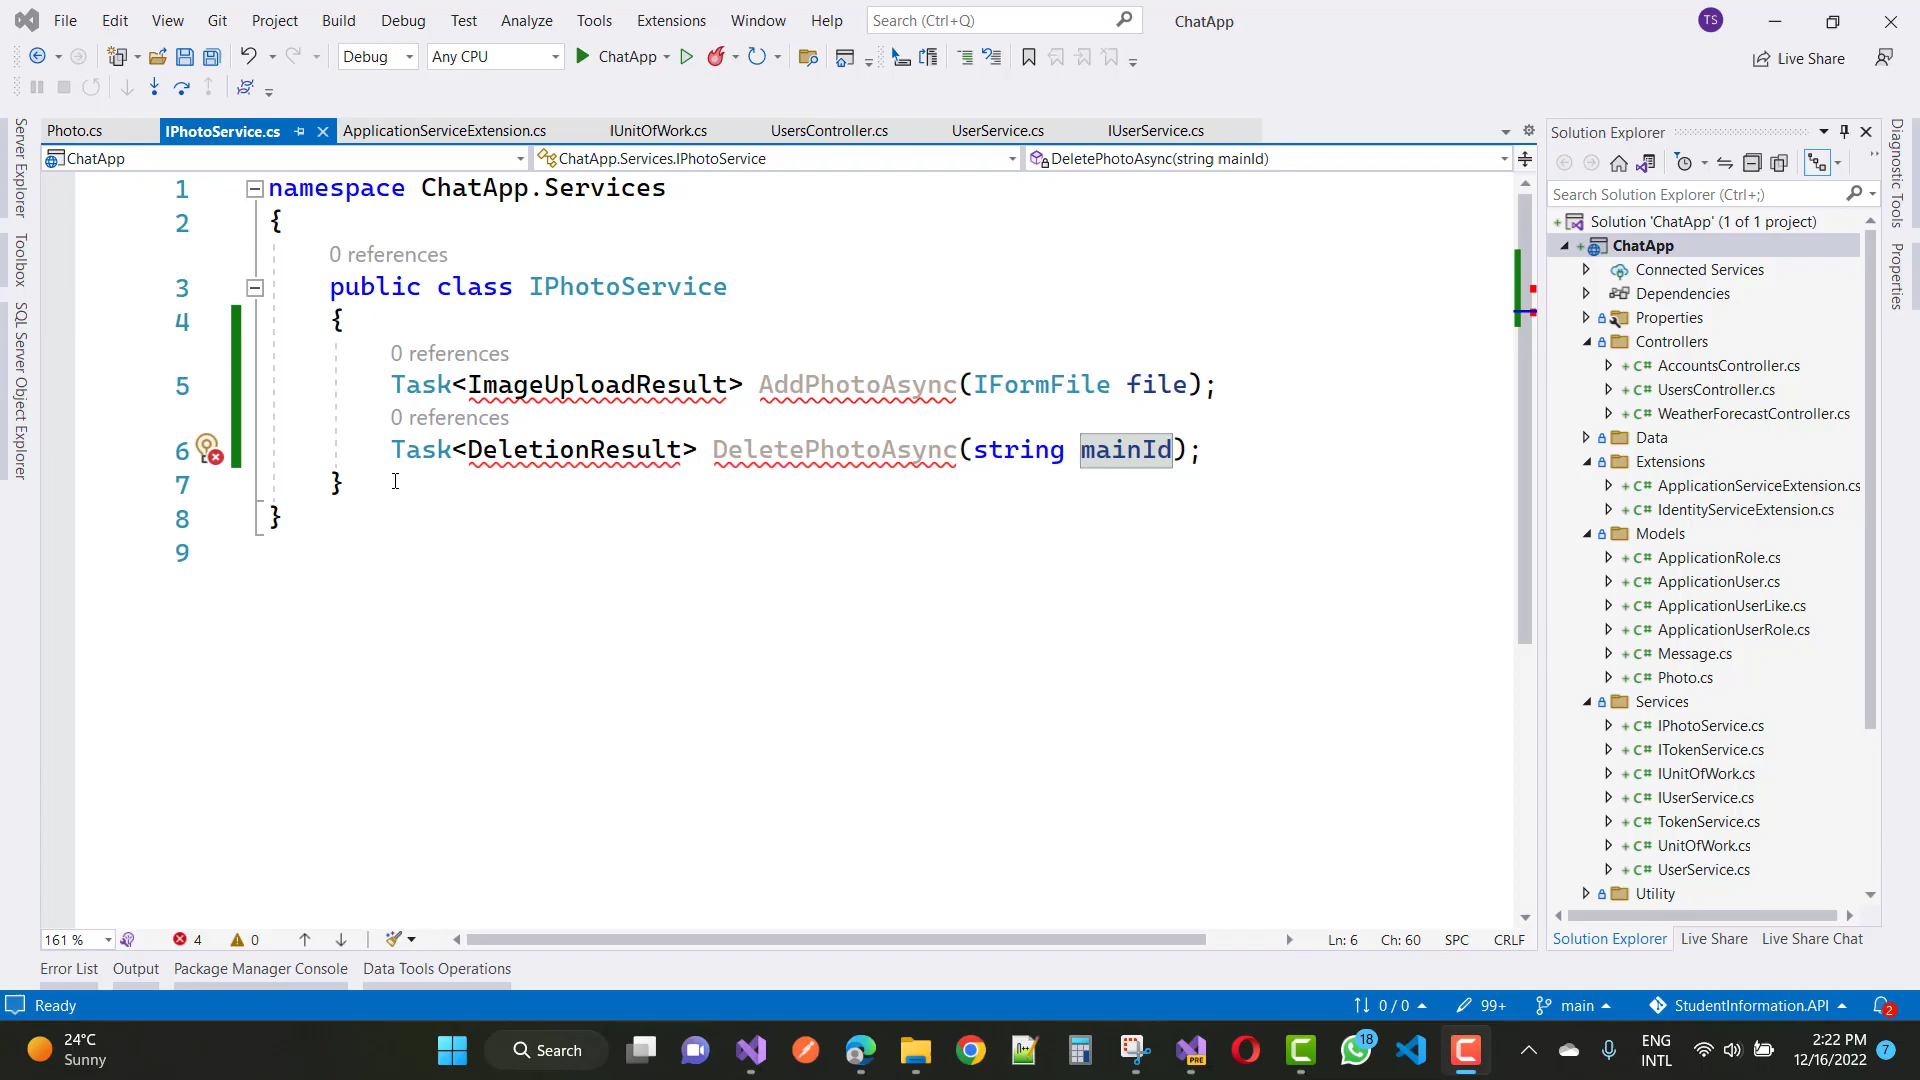 File Edit View Git Project Build Debug Test Analyze Tools Extensions Window Help Search (Ctrl+Q) ChatApp TS
Debug Any CPU ChatApp Live Share
Photo.cs IPhotoService.cs ApplicationServiceExtension.cs IUnitOfWork.cs UsersController.cs UserService.cs IUserService.cs
ChatApp ChatApp.Services.IPhotoService DeletePhotoAsync(string mainId)
Server Explorer
Toolbox
SQL Server Object Explorer
1 namespace ChatApp.Services
2 {
0 references
3 public class IPhotoService
4 {
0 references
5 Task<ImageUploadResult> AddPhotoAsync(IFormFile file);
0 references
6 Task<DeletionResult> DeletePhotoAsync(string mainId);
7 }
8 }
9
161 % 4 0 Ln: 6 Ch: 60 SPC CRLF
Solution Explorer
Search Solution Explorer (Ctrl+;)
Solution 'ChatApp' (1 of 1 project)
ChatApp
Connected Services
Dependencies
Properties
Controllers
C# AccountsController.cs
C# UsersController.cs
C# WeatherForecastController.cs
Data
Extensions
C# ApplicationServiceExtension.cs
C# IdentityServiceExtension.cs
Models
C# ApplicationRole.cs
C# ApplicationUser.cs
C# ApplicationUserLike.cs
C# ApplicationUserRole.cs
C# Message.cs
C# Photo.cs
Services
C# IPhotoService.cs
C# ITokenService.cs
C# IUnitOfWork.cs
C# IUserService.cs
C# TokenService.cs
C# UnitOfWork.cs
C# UserService.cs
Utility
Solution Explorer Live Share Live Share Chat
Diagnostic Tools
Properties
Error List Output Package Manager Console Data Tools Operations
Ready 0 / 0 99+ main StudentInformation.API 2
24°C
Sunny
Search
PRE
18
ENG
INTL
2:22 PM
12/16/2022
7